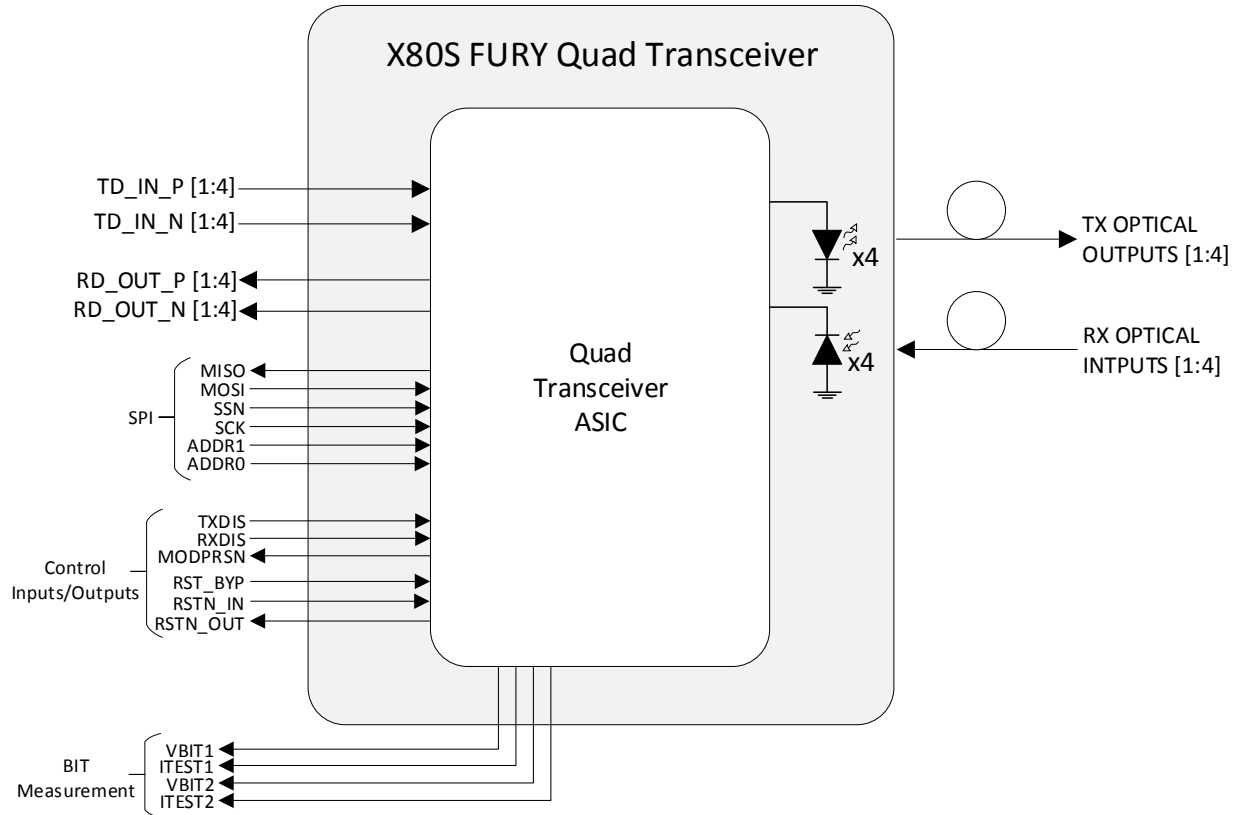 X80S FURY Quad Transceiver
TD_IN_P [1:4]
TD_IN_N [1:4]
RD_OUT_P [1:4]
RD_OUT_N [1:4]
SPI
MISO
MOSI
SSN
SCK
ADDR1
ADDR0
Control
Inputs/Outputs
TXDIS
RXDIS
MODPRSN
RST_BYP
RSTN_IN
RSTN_OUT
BIT
Measurement
VBIT1
ITEST1
VBIT2
ITEST2
Quad
Transceiver
ASIC
x4
x4
TX OPTICAL
OUTPUTS [1:4]
RX OPTICAL
INTPUTS [1:4]